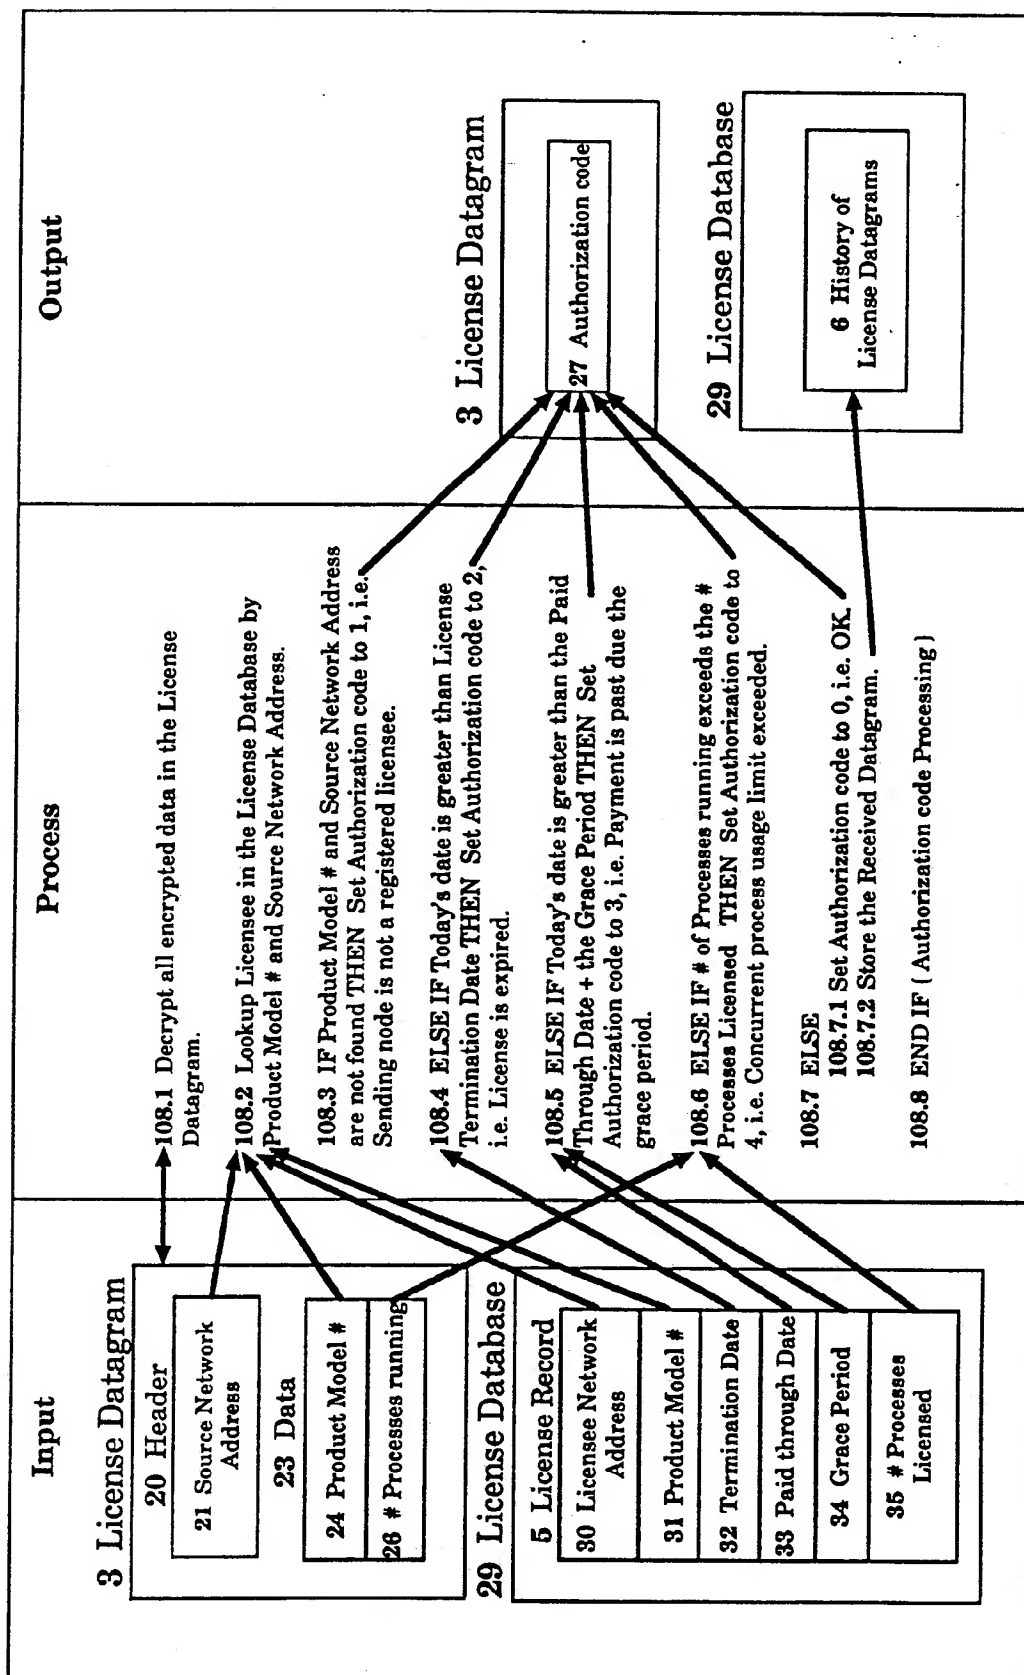 Input
3 License Datagram
20 Header
21 Source Network
Address
23 Data
24 Product Model #
26 # Processes running
29 License Database
5 License Record
30 Licensee Network
Address
31 Product Model #
32 Termination Date
33 Paid through Date
34 Grace Period
35 # Processes
Licensed
Process
108.1 Decrypt all encrypted data in the License
Datagram.
108.2 Lookup Licensee in the License Database by
Product Model # and Source Network Address.
108.3 IF Product Model # and Source Network Address
are not found THEN Set Authorization code to 1, i.e.
Sending node is not a registered licensee.
108.4 ELSE IF Today's date is greater than License
Termination Date THEN Set Authorization code to 2,
i.e. License is expired.
108.5 ELSE IF Today's date is greater than the Paid
Through Date + the Grace Period THEN Set
Authorization code to 3, i.e. Payment is past due the
grace period.
108.6 ELSE IF # of Processes running exceeds the #
Processes Licensed THEN Set Authorization code to
4, i.e. Concurrent process usage limit exceeded.
108.7 ELSE
108.7.1 Set Authorization code to 0, i.e. OK.
108.7.2 Store the Received Datagram.
108.8 END IF ( Authorization code Processing )
Output
3 License Datagram
27 Authorization code
29 License Database
6 History of
License Datagrams